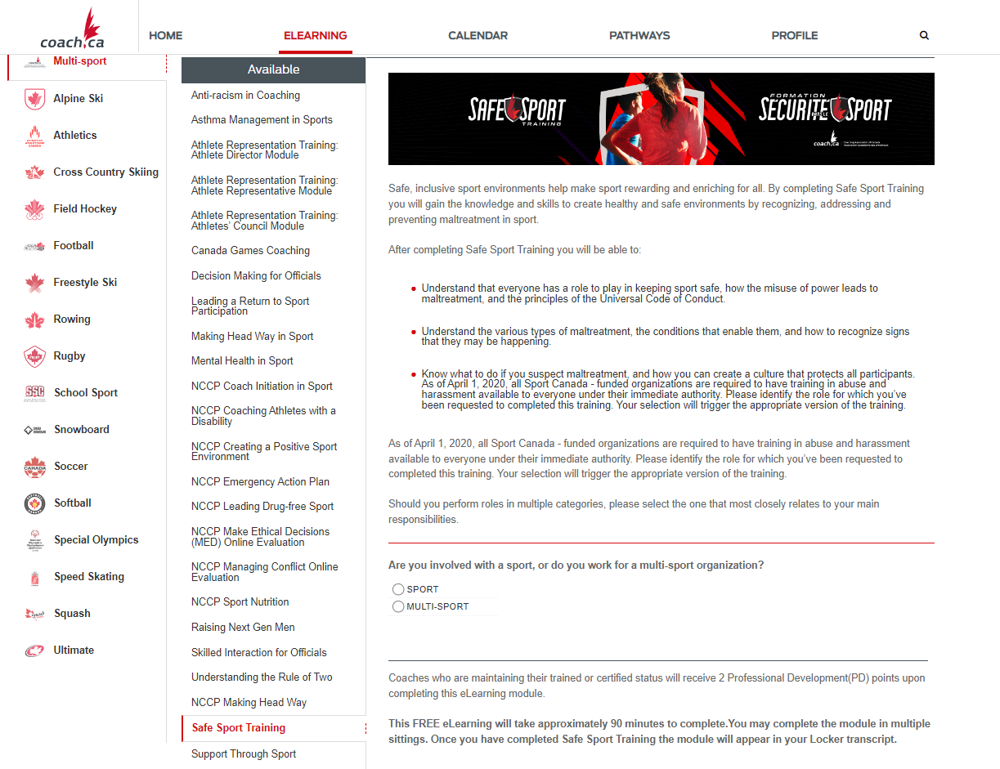 coach.ca
HOME
ELEARNING
CALENDAR
PATHWAYS
PROFILE
Multi-sport
Alpine Ski
Athletics
Cross Country Skiing
Field Hockey
Football
Freestyle Ski
Rowing
Rugby
School Sport
Snowboard
Soccer
Softball
Special Olympics
Speed Skating
Squash
Ultimate
Available
Anti-racism in Coaching
Asthma Management in Sports
Athlete Representation Training:
Athlete Director Module
Athlete Representation Training:
Athlete Representative Module
Athlete Representation Training:
Athletes' Council Module
Canada Games Coaching
Decision Making for Officials
Leading a Return to Sport
Participation
Making Head Way in Sport
Mental Health in Sport
NCCP Coach Initiation in Sport
NCCP Coaching Athletes with a
Disability
NCCP Creating a Positive Sport
Environment
NCCP Emergency Action Plan
NCCP Leading Drug-free Sport
NCCP Make Ethical Decisions
(MED) Online Evaluation
NCCP Managing Conflict Online
Evaluation
NCCP Sport Nutrition
Raising Next Gen Men
Skilled Interaction for Officials
Understanding the Rule of Two
NCCP Making Head Way
Safe Sport Training
Support Through Sport
SAFE SPORT
TRAINING
FORMATION
SÉCURITÉ DANS LE SPORT
coach.ca
Safe, inclusive sport environments help make sport rewarding and enriching for all. By completing Safe Sport Training
you will gain the knowledge and skills to create healthy and safe environments by recognizing, addressing and
preventing maltreatment in sport.
After completing Safe Sport Training you will be able to:
Understand that everyone has a role to play in keeping sport safe, how the misuse of power leads to
maltreatment, and the principles of the Universal Code of Conduct.
Understand the various types of maltreatment, the conditions that enable them, and how to recognize signs
that they may be happening.
Know what to do if you suspect maltreatment, and how you can create a culture that protects all participants.
As of April 1, 2020, all Sport Canada - funded organizations are required to have training in abuse and
harassment available to everyone under their immediate authority. Please identify the role for which you've
been requested to completed this training. Your selection will trigger the appropriate version of the training.
As of April 1, 2020, all Sport Canada - funded organizations are required to have training in abuse and harassment
available to everyone under their immediate authority. Please identify the role for which you've been requested to
completed this training. Your selection will trigger the appropriate version of the training.
Should you perform roles in multiple categories, please select the one that most closely relates to your main
responsibilities.
Are you involved with a sport, or do you work for a multi-sport organization?
SPORT
MULTI-SPORT
Coaches who are maintaining their trained or certified status will receive 2 Professional Development(PD) points upon
completing this eLearning module.
This FREE eLearning will take approximately 90 minutes to complete.You may complete the module in multiple
sittings. Once you have completed Safe Sport Training the module will appear in your Locker transcript.